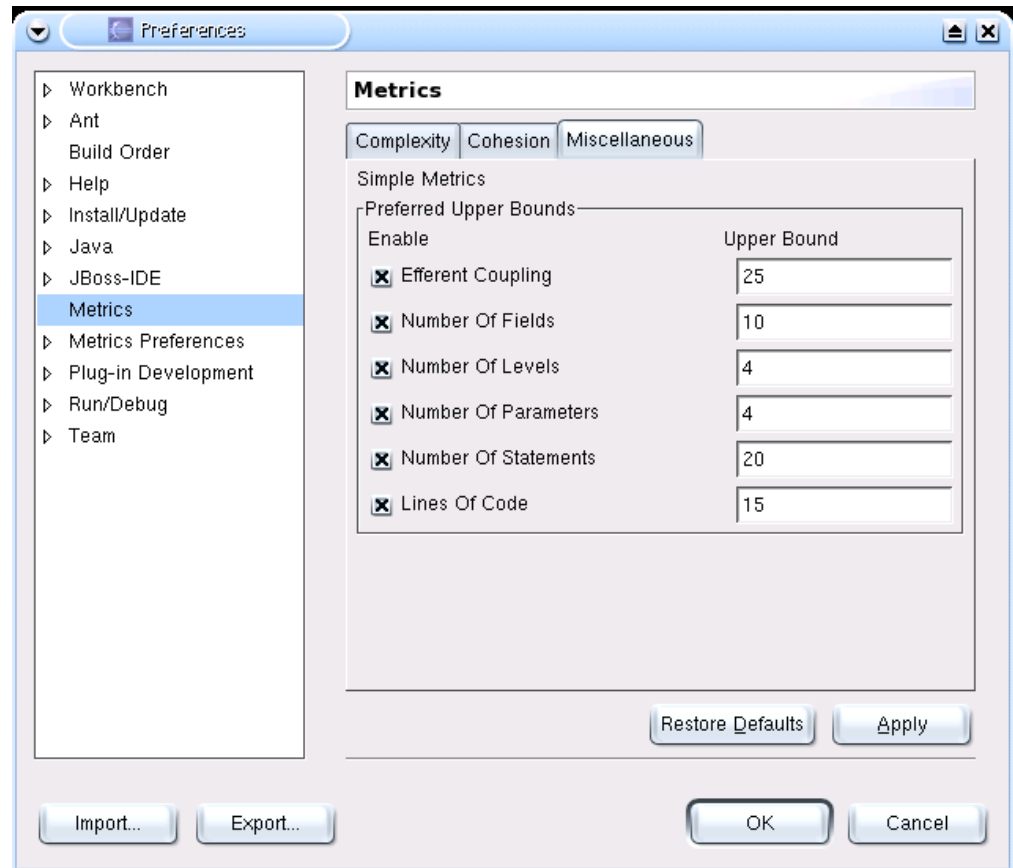 Preferences
Workbench
Ant
Build Order
Help
Install/Update
Java
JBoss-IDE
Metrics
Metrics Preferences
Plug-in Development
Run/Debug
Team
Metrics
Complexity Cohesion Miscellaneous
Simple Metrics
Preferred Upper Bounds
Enable Upper Bound
Efferent Coupling 25
Number Of Fields 10
Number Of Levels 4
Number Of Parameters 4
Number Of Statements 20
Lines Of Code 15
Restore Defaults Apply
Import... Export... OK Cancel